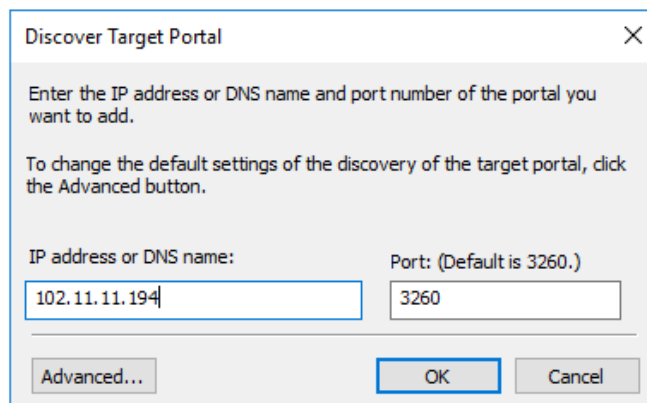 Discover Target Portal
Enter the IP address or DNS name and port number of the portal you
want to add.
To change the default settings of the discovery of the target portal, click
the Advanced button.
IP address or DNS name:
Port: (Default is 3260.)
102.11.11.194
3260
Advanced...
OK
Cancel